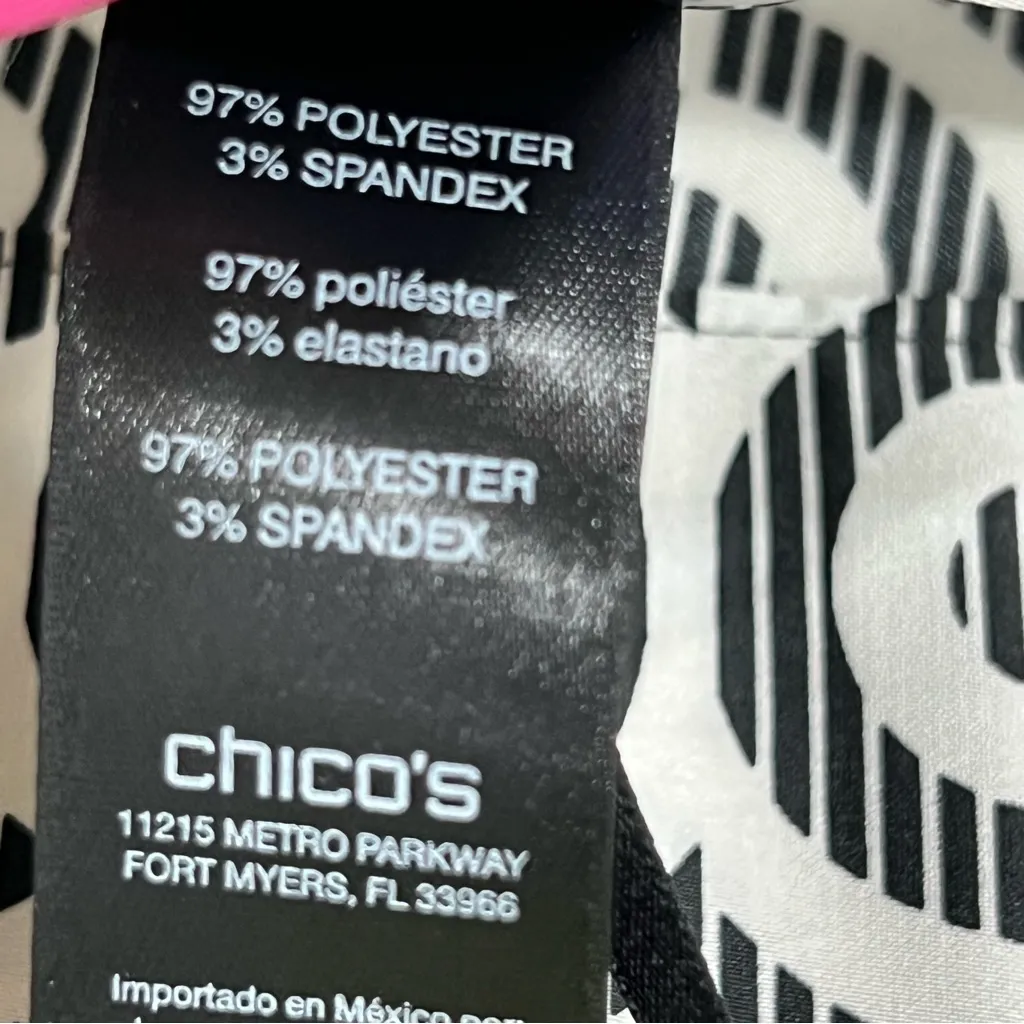 97% POLYESTER
3% SPANDEX
97% poliéster
3% elastano
97% POLYESTER
3% SPANDEX
chico's
11215 METRO PARKWAY
FORT MYERS, FL 33966
Importado en México por: